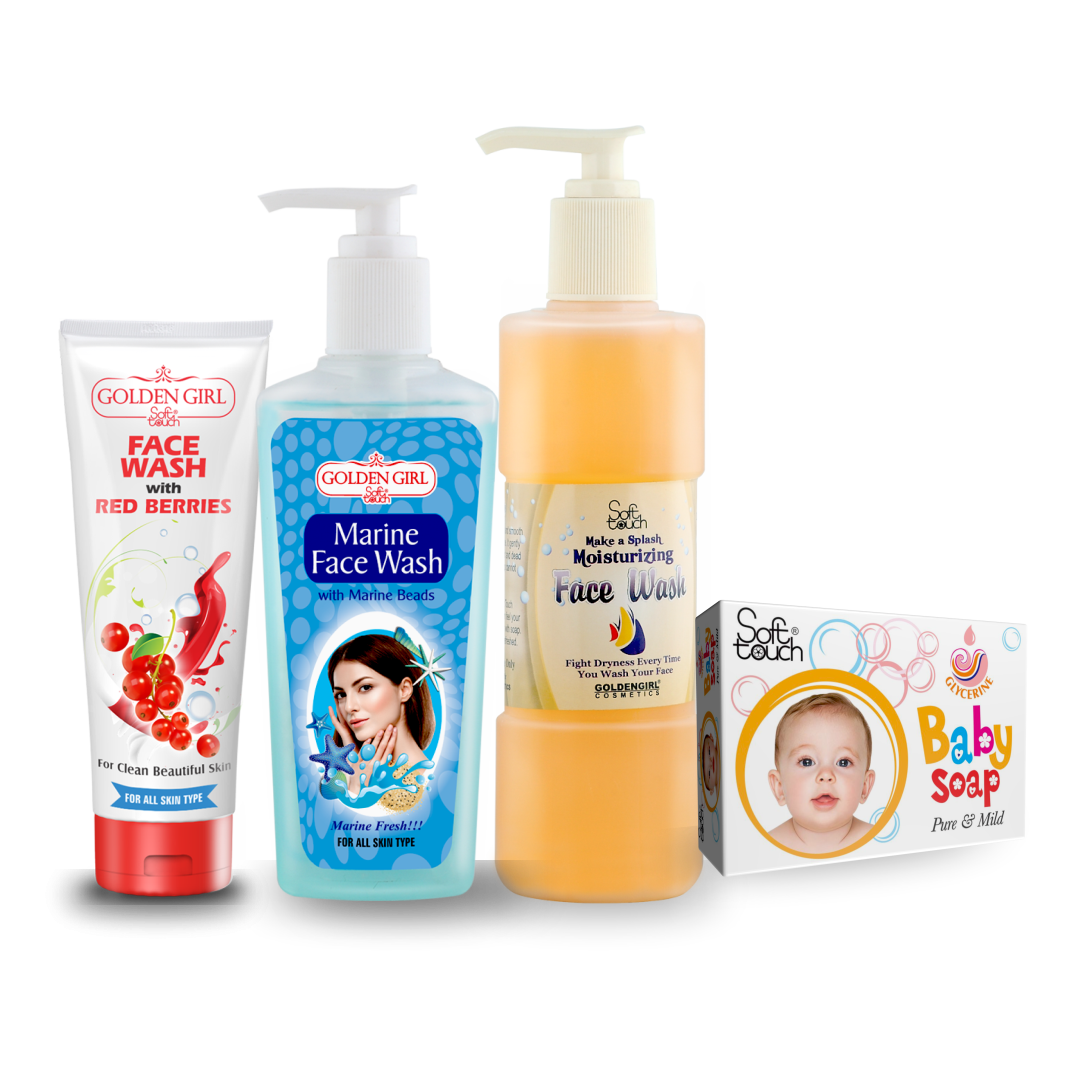 GOLDEN GIRL
Soft®
touch
FACE
WASH
with
RED BERRIES
For Clean Beautiful Skin
FOR ALL SKIN TYPE
GOLDEN GIRL
Soft®
touch
Marine
Face Wash
with Marine Beads
Marine Fresh!!!
FOR ALL SKIN TYPE
Soft
touch
Make a Splash
Moisturizing
Face Wash
Fight Dryness Every Time
You Wash Your Face
GOLDENGIRL®
COSMETICS
Soft®
touch
GLYCERINE
Baby
Soap
Pure & Mild